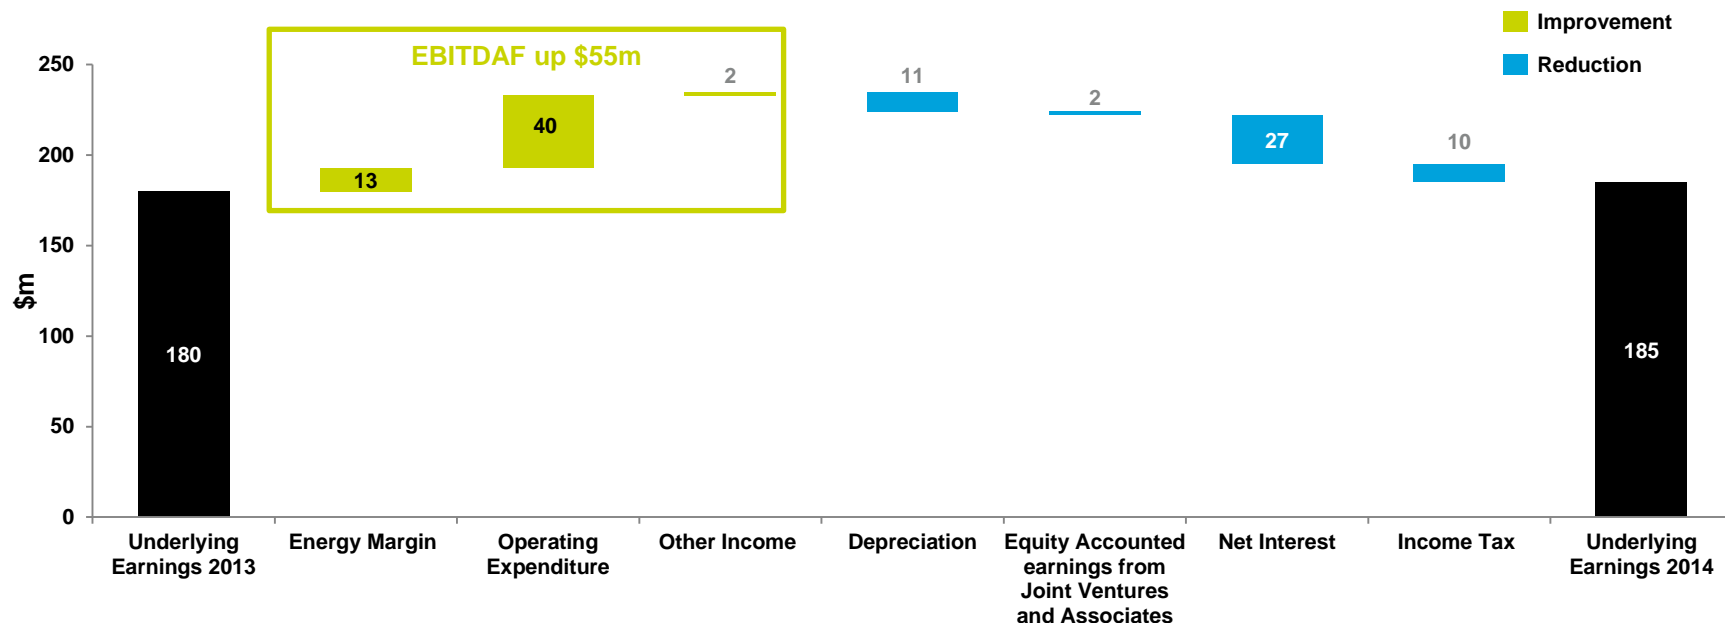 Improvement
Reduction
EBITDAF up $55m
250
200
150
100
50
0
$m
180
13
40
2
11
2
27
10
185
Underlying
Earnings 2013
Energy Margin
Operating
Expenditure
Other Income
Depreciation
Equity Accounted
earnings from
Joint Ventures
and Associates
Net Interest
Income Tax
Underlying
Earnings 2014